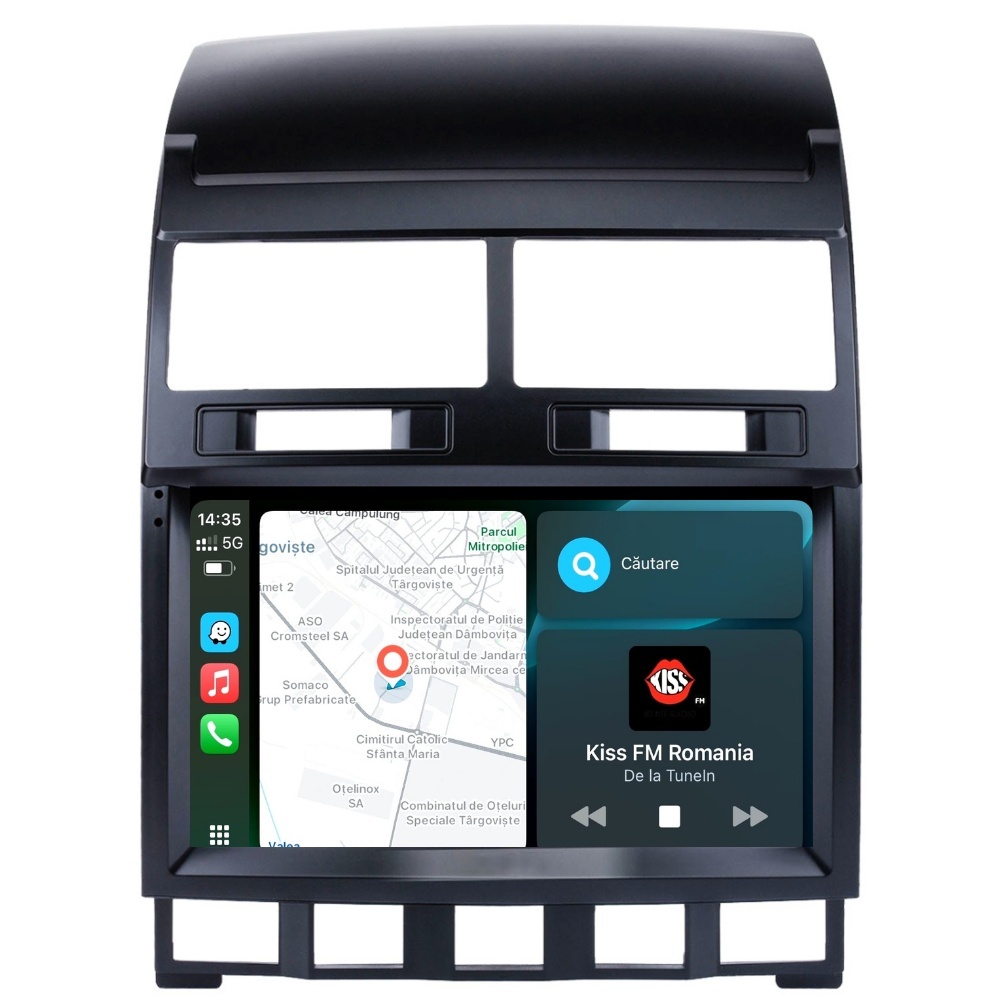 14:35
5G
Calea Câmpulung
goviște
Parcul
Mitropoliei
Spitalul Județean de Urgență
Târgoviște
imet 2
ASO
Cromsteel SA
Inspectoratul de Poliție
Județean Dâmbovița
ectoratul de Jandarm
Dâmbovița Mircea ce
Somaco
Grup Prefabricate
Cimitirul Catolic
Sfânta Maria
YPC
Oțelinox
SA
Combinatul de Oțeluri
Speciale Târgoviște
Valea
Căutare
KISS
FM
Kiss FM Romania
De la TuneIn